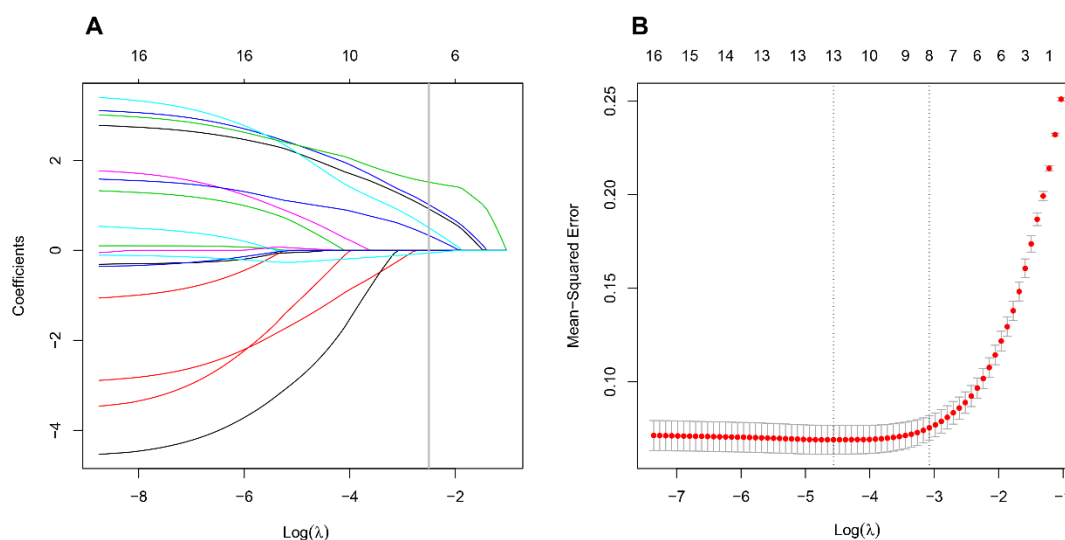 A
16 16 10 6
Coefficients
2
0
−2
−4
−8 −6 −4 −2
Log(λ)
B
16 15 14 13 13 13 10 9 8 7 6 6 3 1
Mean−Squared Error
0.25
0.20
0.15
0.10
−7 −6 −5 −4 −3 −2 −1
Log(λ)